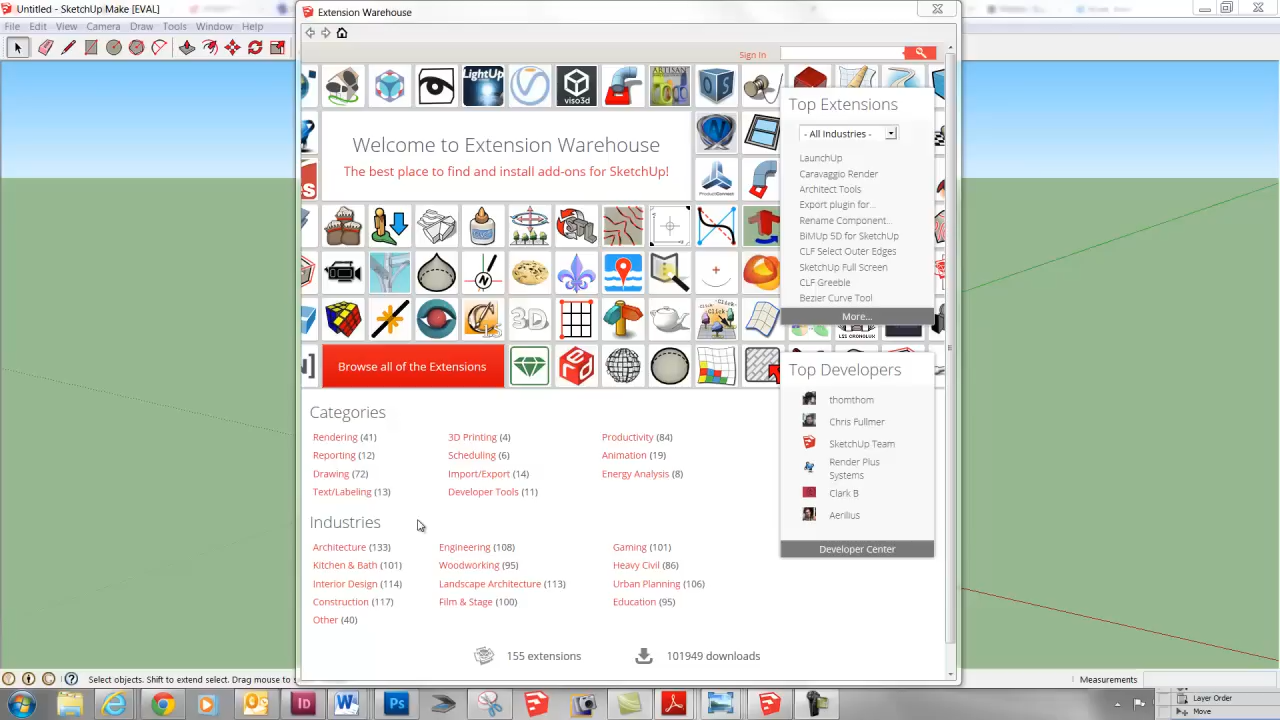 Untitled - SketchUp Make [EVAL]
Extension Warehouse
File Edit View Camera Draw Tools Window Help
Sign In
LightUp
viso3d
ARTISAN
OS
Top Extensions
- All Industries -
Welcome to Extension Warehouse
The best place to find and install add-ons for SketchUp!
LaunchUp
Caravaggio Render
Architect Tools
Export plugin for...
Rename Component...
BiMUp 5D for SketchUp
CLF Select Outer Edges
SketchUp Full Screen
CLF Greeble
Bezier Curve Tool
More...
N
3D
JS
Click
Click
Browse all of the Extensions
Top Developers
thomthom
Chris Fullmer
SketchUp Team
Render Plus
Systems
Clark B
Aerilius
Developer Center
Categories
Rendering (41) 3D Printing (4) Productivity (84)
Reporting (12) Scheduling (6) Animation (19)
Drawing (72) Import/Export (14) Energy Analysis (8)
Text/Labeling (13) Developer Tools (11)
Industries
Architecture (133) Engineering (108) Gaming (101)
Kitchen & Bath (101) Woodworking (95) Heavy Civil (86)
Interior Design (114) Landscape Architecture (113) Urban Planning (106)
Construction (117) Film & Stage (100) Education (95)
Other (40)
155 extensions 101949 downloads
Select objects. Shift to extend select. Drag mouse to
Measurements
Layer Order
Move